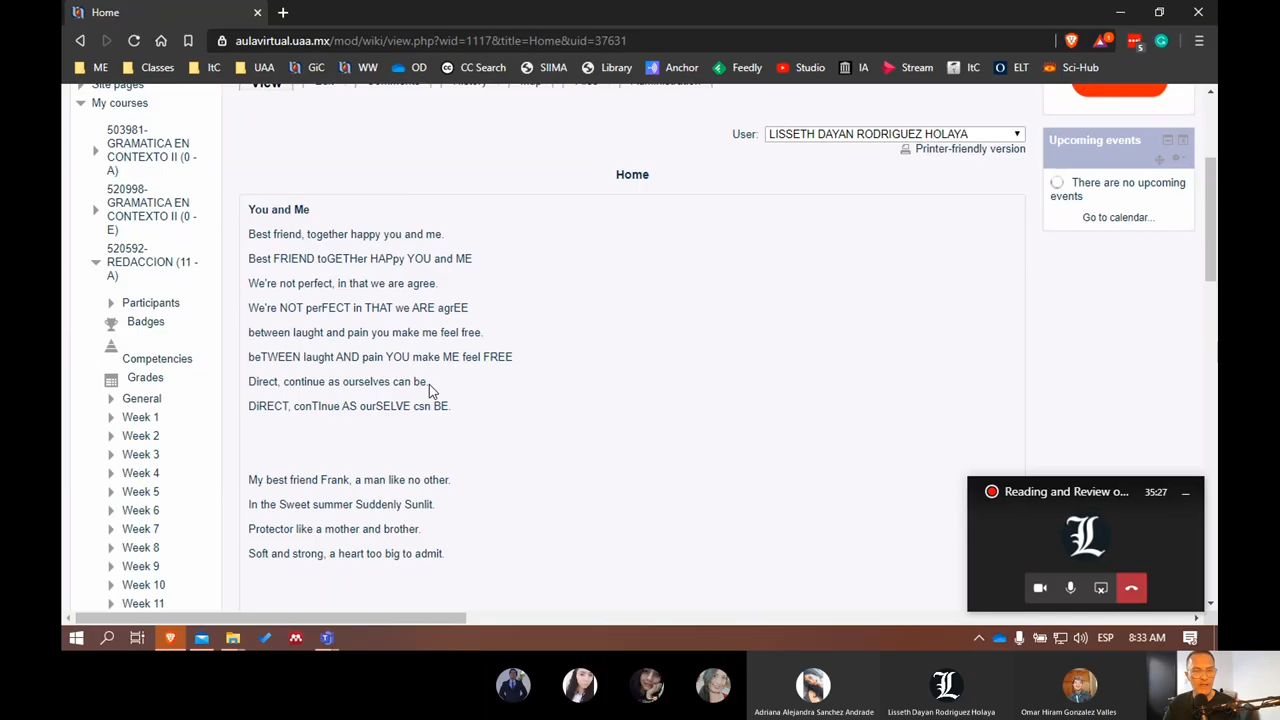 Home
aulavirtual.uaa.mx/mod/wiki/view.php?wid=1117&title=Home&uid=37631
1
5
ME Classes ItC UAA GiC WW OD CC Search SIIMA Library Anchor Feedly Studio IA Stream ItC ELT Sci-Hub
Site pages
My courses
503981-
GRAMATICA EN
CONTEXTO II (0 -
A)
520998-
GRAMATICA EN
CONTEXTO II (0 -
E)
520592-
REDACCION (11 -
A)
Participants
Badges
Competencies
Grades
General
Week 1
Week 2
Week 3
Week 4
Week 5
Week 6
Week 7
Week 8
Week 9
Week 10
Week 11
View
User: LISSETH DAYAN RODRIGUEZ HOLAYA
Printer-friendly version
Home
You and Me
Best friend, together happy you and me.
Best FRIEND toGETHer HAPpy YOU and ME
We're not perfect, in that we are agree.
We're NOT perFECT in THAT we ARE agrEE
between laught and pain you make me feel free.
beTWEEN laught AND pain YOU make ME feel FREE
Direct, continue as ourselves can be.
DiRECT, conTInue AS ourSELVE csn BE.
My best friend Frank, a man like no other.
In the Sweet summer Suddenly Sunlit.
Protector like a mother and brother.
Soft and strong, a heart too big to admit.
Upcoming events
There are no upcoming
events
Go to calendar...
Reading and Review o... 35:27
L
ESP 8:33 AM
Adriana Alejandra Sanchez Andrade
L
Lisseth Dayan Rodriguez Holaya
Omar Hiram Gonzalez Valles